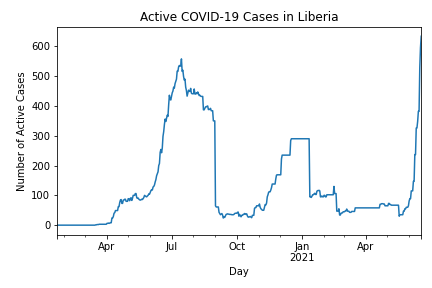 Active COVID-19 Cases in Liberia
Number of Active Cases
600
500
400
300
200
100
0
Apr
Jul
Oct
Jan
2021
Apr
Day